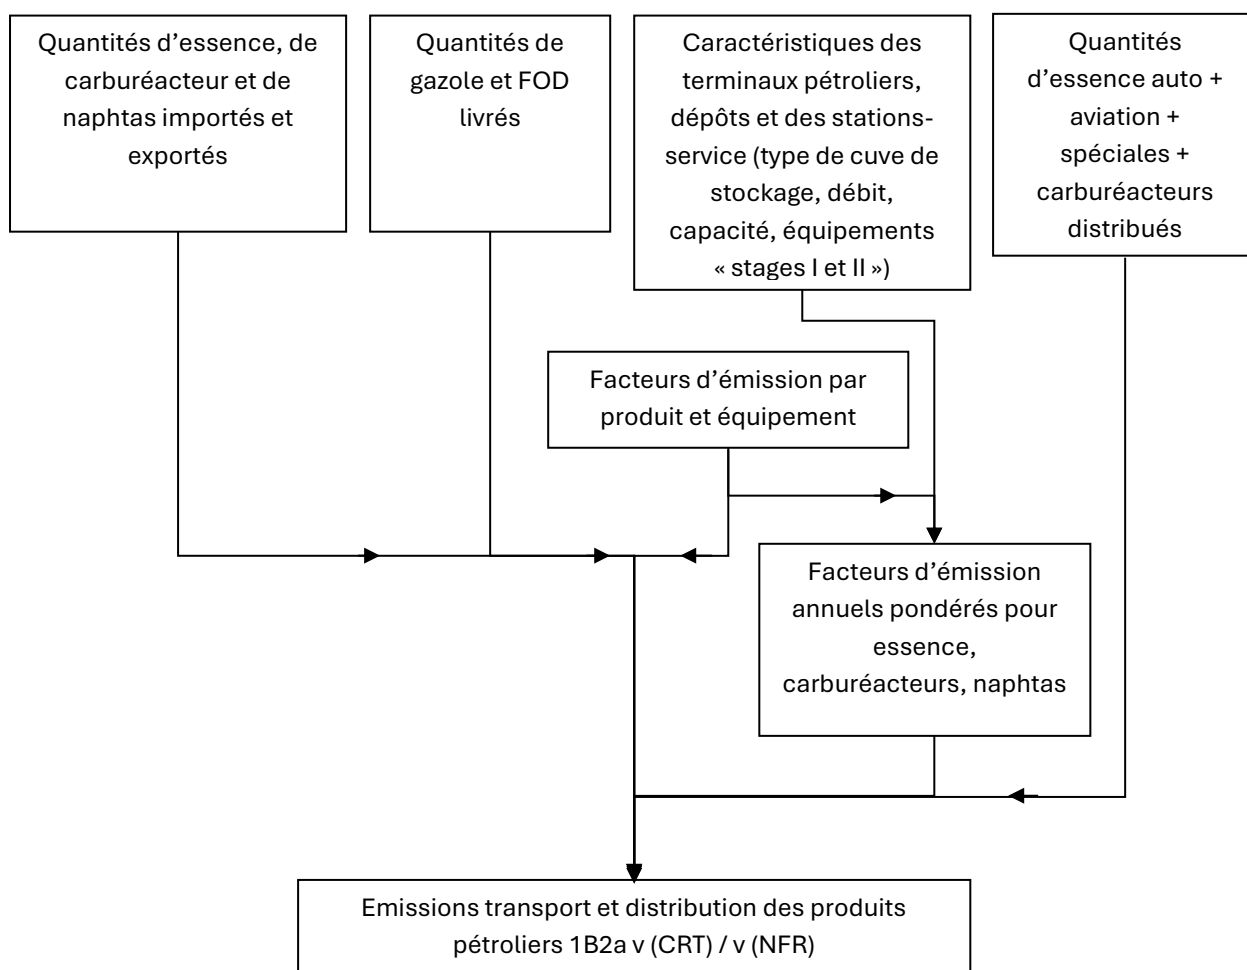 Quantités d’essence, de
carburéacteur et de
naphtas importés et
exportés
Quantités de
gazole et FOD
livrés
Caractéristiques des
terminaux pétroliers,
dépôts et des stations-
service (type de cuve de
stockage, débit,
capacité, équipements
« stages I et II »)
Quantités
d’essence auto +
aviation +
spéciales +
carburéacteurs
distribués
Facteurs d’émission par
produit et équipement
Facteurs d’émission
annuels pondérés pour
essence,
carburéacteurs, naphtas
Emissions transport et distribution des produits
pétroliers 1B2a v (CRT) / v (NFR)